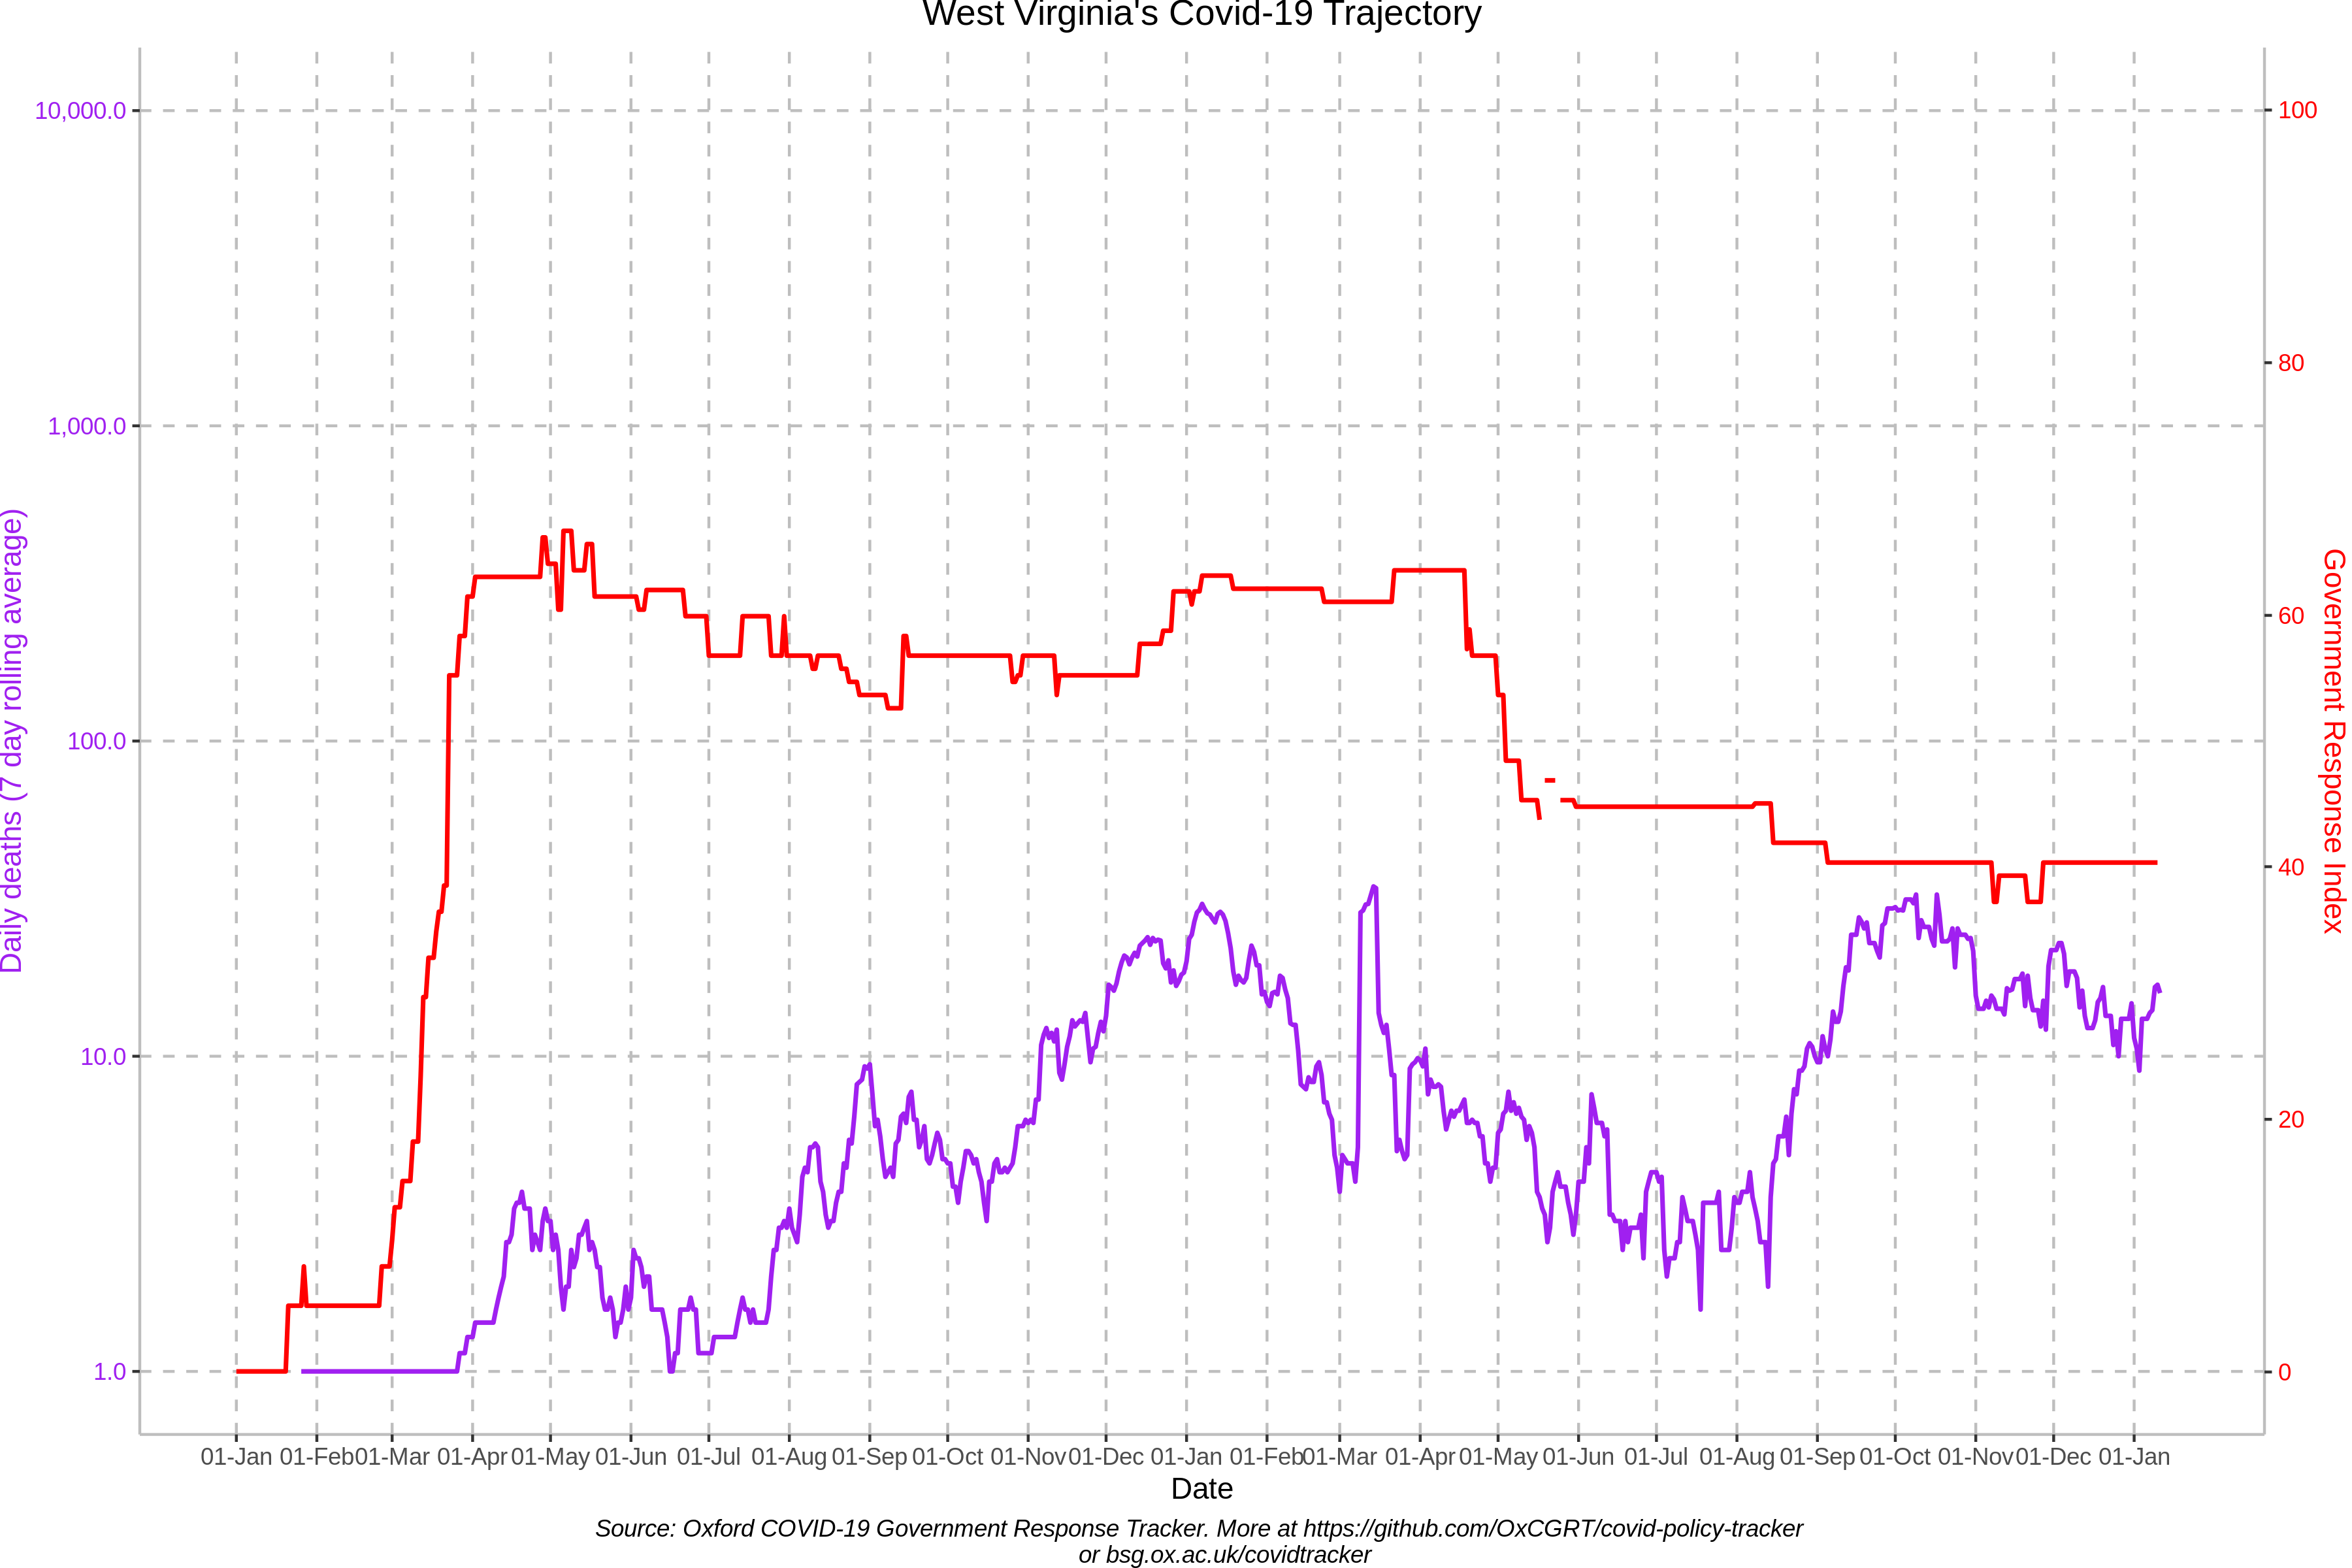 West Virginia's Covid-19 Trajectory
10,000.0
1,000.0
100.0
10.0
1.0
Daily deaths (7 day rolling average)
100
80
60
40
20
0
Government Response Index
01-Jan 01-Feb 01-Mar 01-Apr 01-May 01-Jun 01-Jul 01-Aug 01-Sep 01-Oct 01-Nov 01-Dec 01-Jan 01-Feb 01-Mar 01-Apr 01-May 01-Jun 01-Jul 01-Aug 01-Sep 01-Oct 01-Nov 01-Dec 01-Jan
Date
Source: Oxford COVID-19 Government Response Tracker. More at https://github.com/OxCGRT/covid-policy-tracker
or bsg.ox.ac.uk/covidtracker